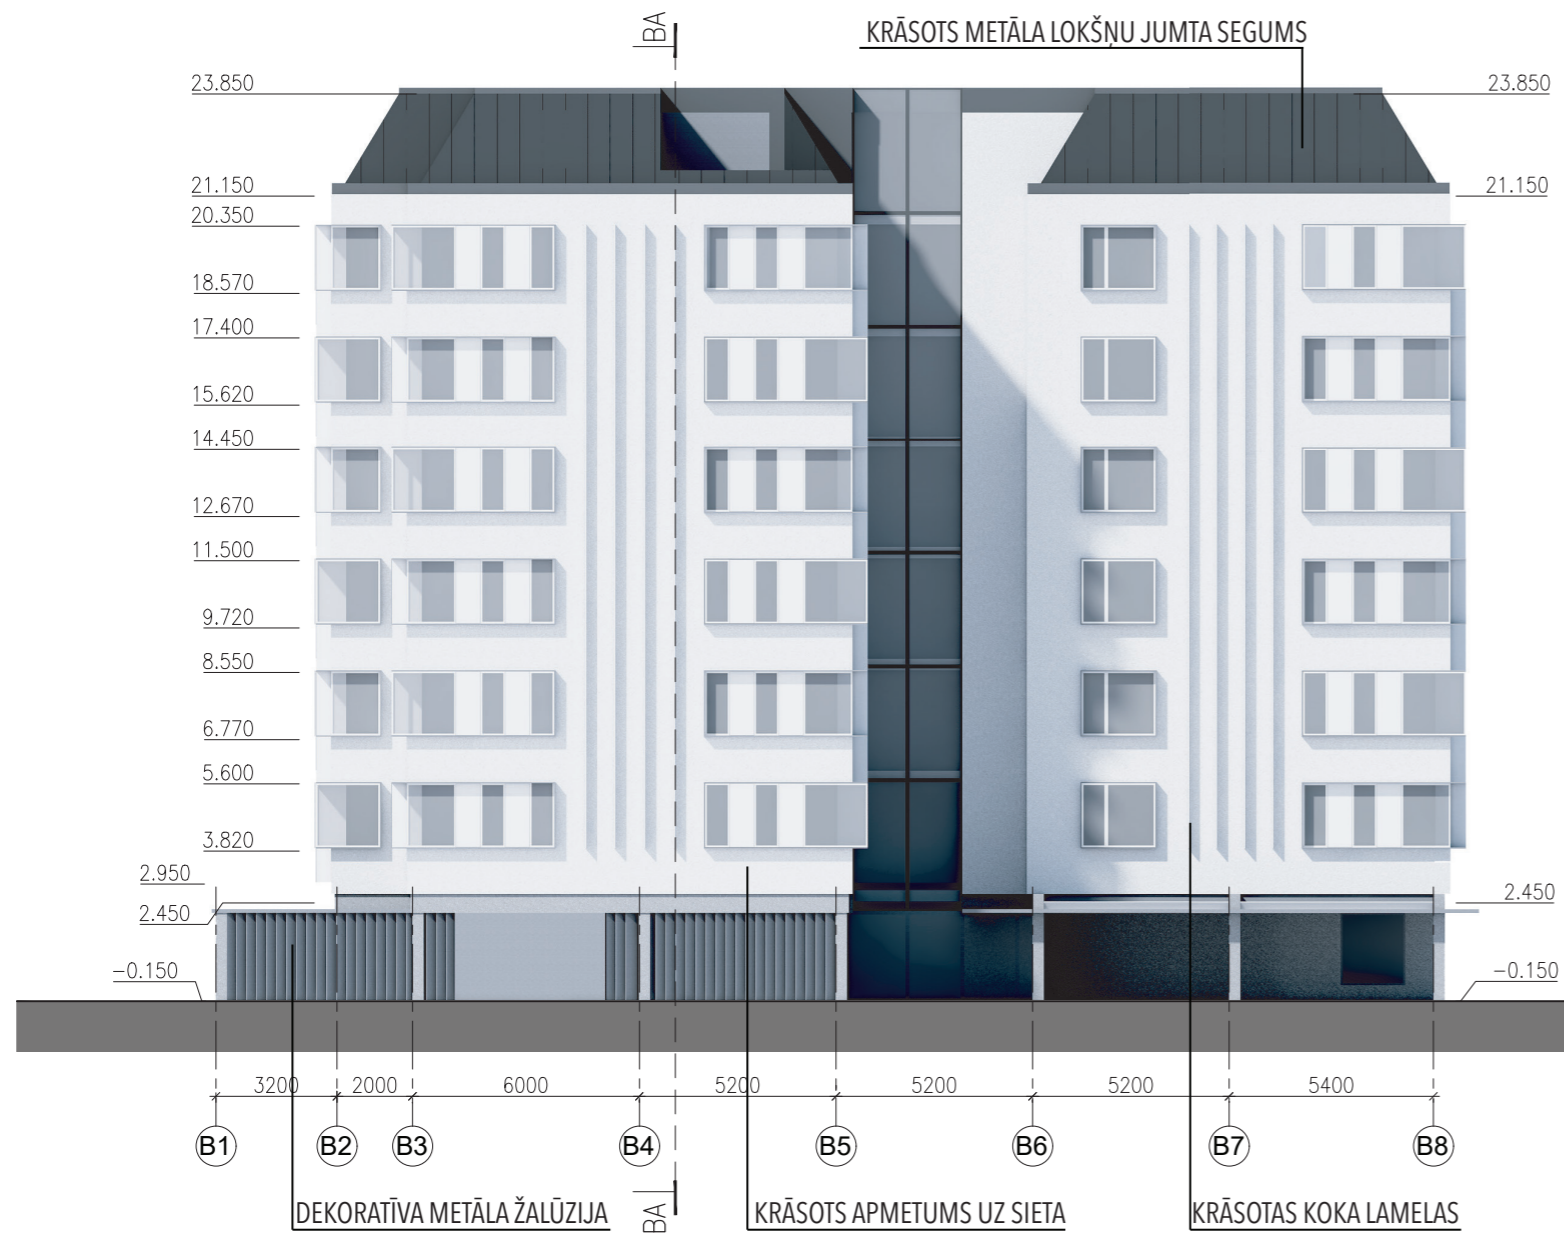 BA
KRĀSOTS METĀLA LOKŠŅU JUMTA SEGUMS
23.850
23.850
21.150
21.150
20.350
18.570
17.400
15.620
14.450
12.670
11.500
9.720
8.550
6.770
5.600
3.820
2.950
2.450
2.450
-0.150
-0.150
3200 2000 6000 5200 5200 5200 5400
B1 B2 B3 B4 B5 B6 B7 B8
DEKORATĪVA METĀLA ŽALŪZIJA
BA
KRĀSOTS APMETUMS UZ SIETA
KRĀSOTAS KOKA LAMELAS